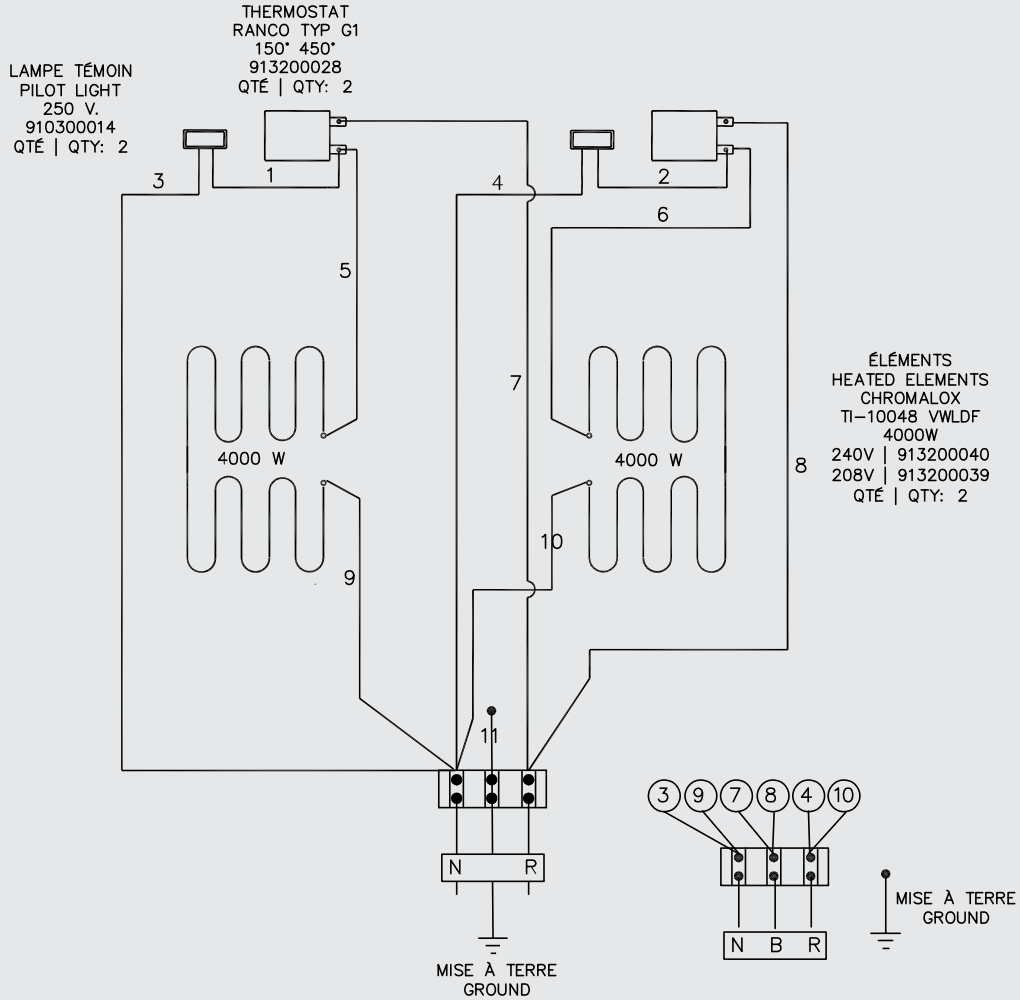 THERMOSTAT
RANCO TYP G1
150° 450°
913200028
QTÉ | QTY: 2
LAMPE TÉMOIN
PILOT LIGHT
250 V.
910300014
QTÉ | QTY: 2
3
1
4
2
6
5
7
8
4000 W
4000 W
ÉLÉMENTS
HEATED ELEMENTS
CHROMALOX
TI-10048 VWLDF
4000W
240V | 913200040
208V | 913200039
QTÉ | QTY: 2
10
9
11
N R
MISE À TERRE
GROUND
3 9 7 8 4 10
N B R
MISE À TERRE
GROUND